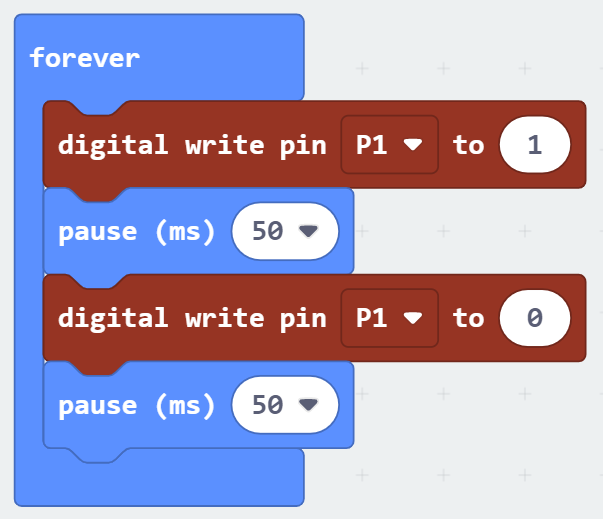 forever
digital write pin P1 to 1
pause (ms) 50
digital write pin P1 to 0
pause (ms) 50